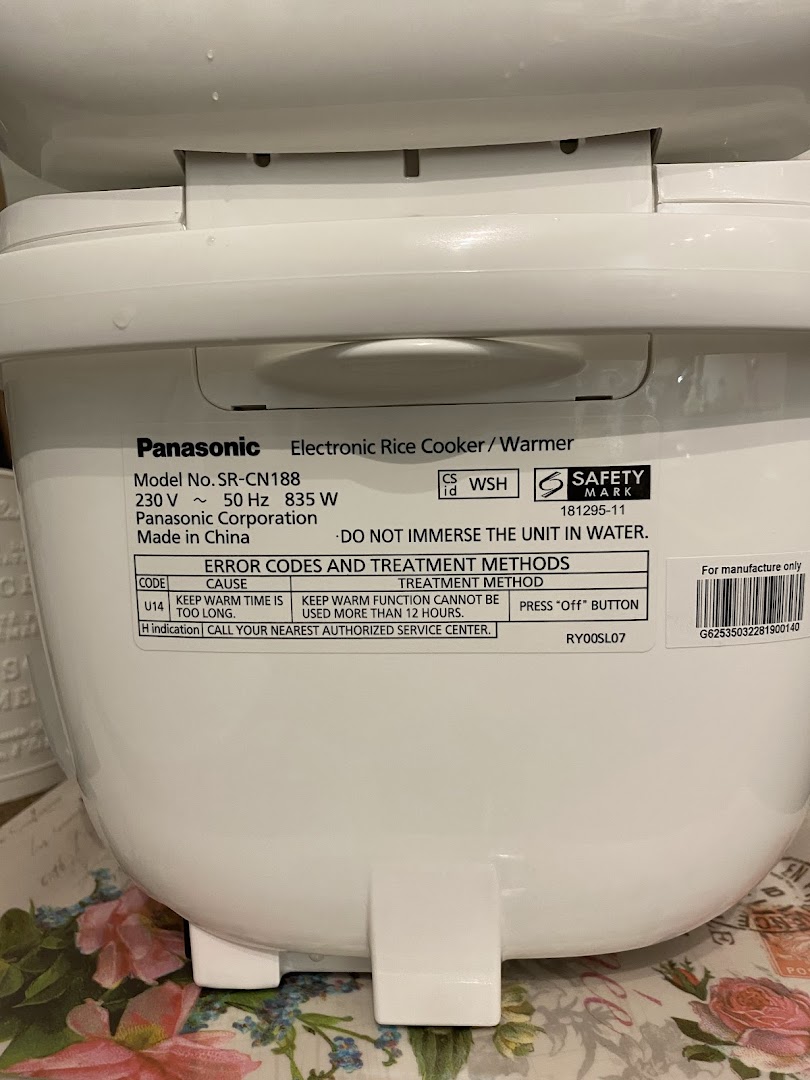 Panasonic Electronic Rice Cooker / Warmer
Model No. SR-CN188
230 V ～ 50 Hz 835 W
CS id WSH
SAFETY MARK
181295-11
Panasonic Corporation
Made in China
·DO NOT IMMERSE THE UNIT IN WATER.
ERROR CODES AND TREATMENT METHODS
CODE CAUSE TREATMENT METHOD
U14 KEEP WARM TIME IS TOO LONG. KEEP WARM FUNCTION CANNOT BE USED MORE THAN 12 HOURS. PRESS "Off" BUTTON
H indication CALL YOUR NEAREST AUTHORIZED SERVICE CENTER.
RY00SL07
For manufacture only
G62535032281900140